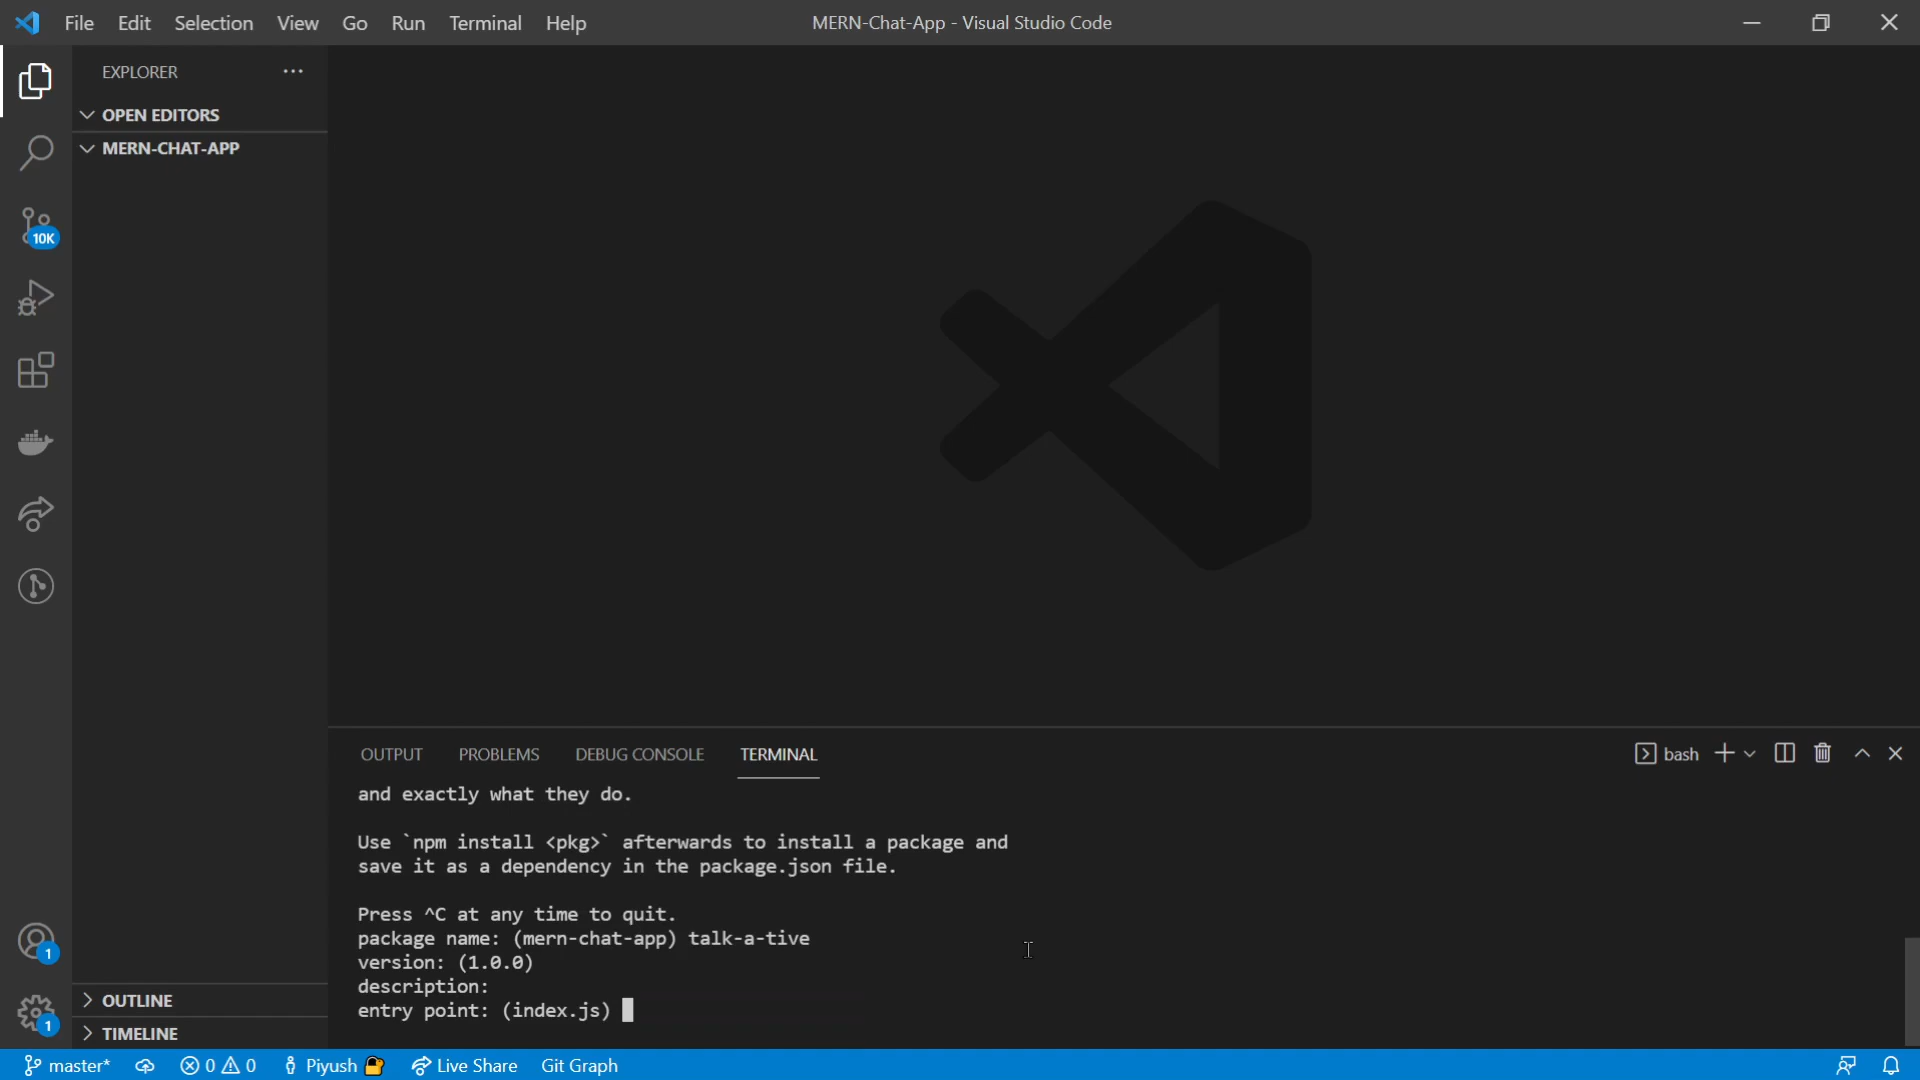 File Edit Selection View Go Run Terminal Help MERN-Chat-App - Visual Studio Code
EXPLORER
OPEN EDITORS
MERN-CHAT-APP
10K
OUTPUT PROBLEMS DEBUG CONSOLE TERMINAL bash
and exactly what they do.
Use `npm install <pkg>` afterwards to install a package and
save it as a dependency in the package.json file.
Press ^C at any time to quit.
package name: (mern-chat-app) talk-a-tive
version: (1.0.0)
description:
entry point: (index.js)
1
OUTLINE
1
TIMELINE
master* 0 0 Piyush Live Share Git Graph